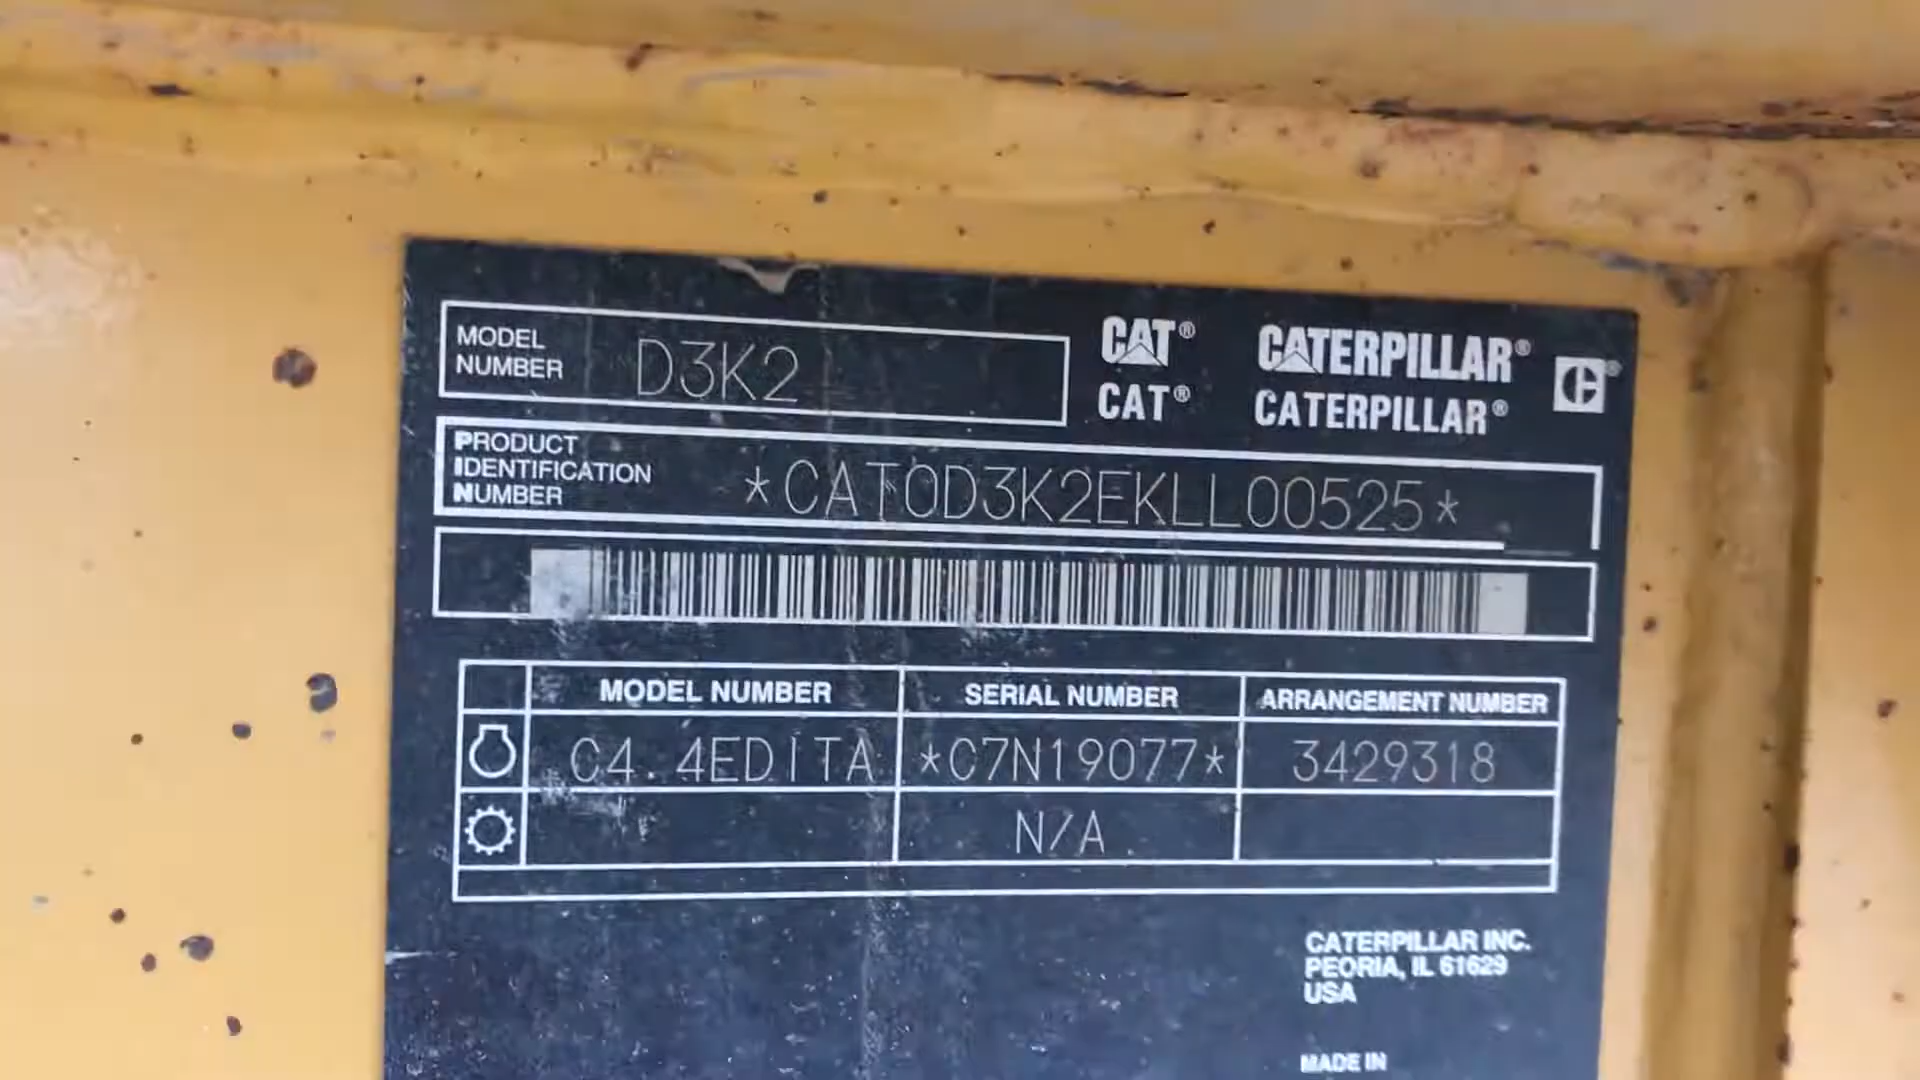 MODEL NUMBER D3K2
CAT® CATERPILLAR®
CAT® CATERPILLAR®
PRODUCT IDENTIFICATION NUMBER *CAT0D3K2EKLL00525*
MODEL NUMBER SERIAL NUMBER ARRANGEMENT NUMBER
C4.4EDITA *C7N19077* 3429318
N/A
CATERPILLAR INC.
PEORIA, IL 61629
USA
MADE IN